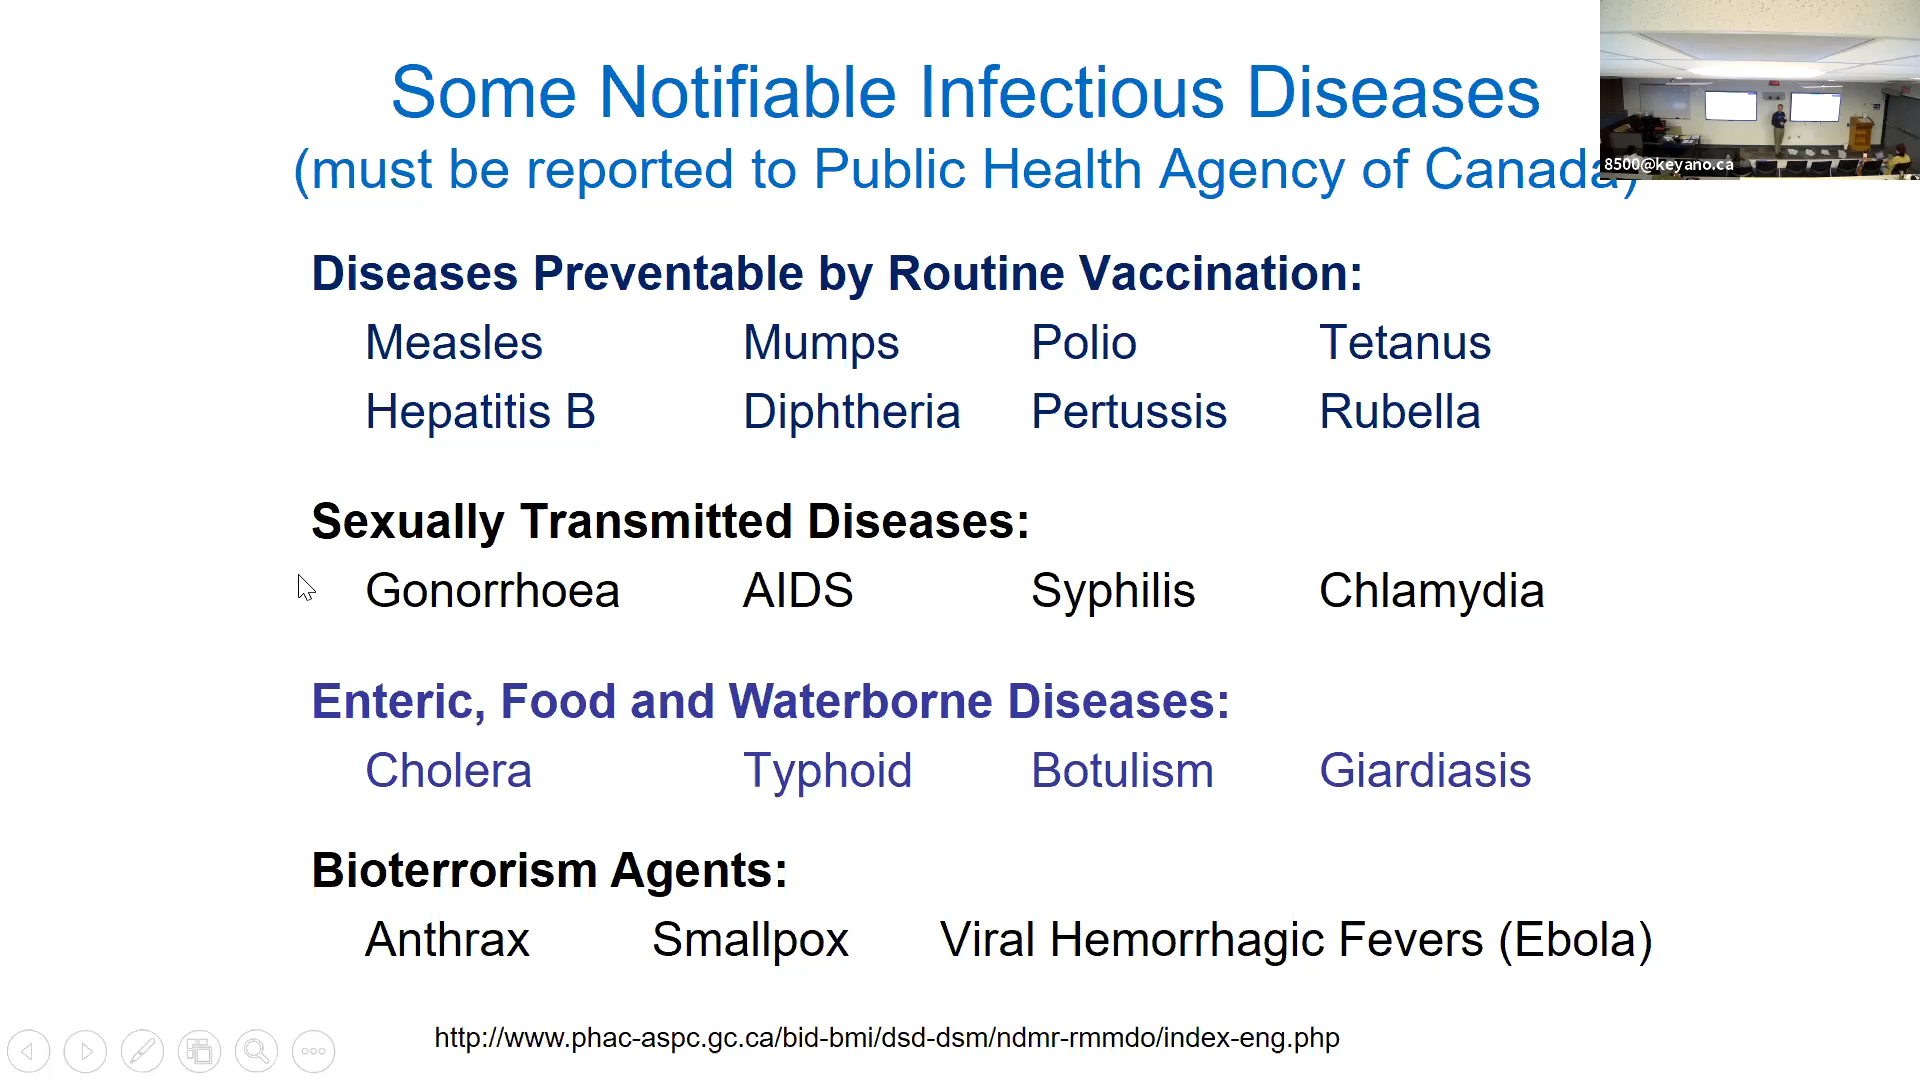 Some Notifiable Infectious Diseases
(must be reported to Public Health Agency of Canada)
8500@keyano.ca
Diseases Preventable by Routine Vaccination:
Measles Mumps Polio Tetanus
Hepatitis B Diphtheria Pertussis Rubella
Sexually Transmitted Diseases:
Gonorrhoea AIDS Syphilis Chlamydia
Enteric, Food and Waterborne Diseases:
Cholera Typhoid Botulism Giardiasis
Bioterrorism Agents:
Anthrax Smallpox Viral Hemorrhagic Fevers (Ebola)
http://www.phac-aspc.gc.ca/bid-bmi/dsd-dsm/ndmr-rmmdo/index-eng.php